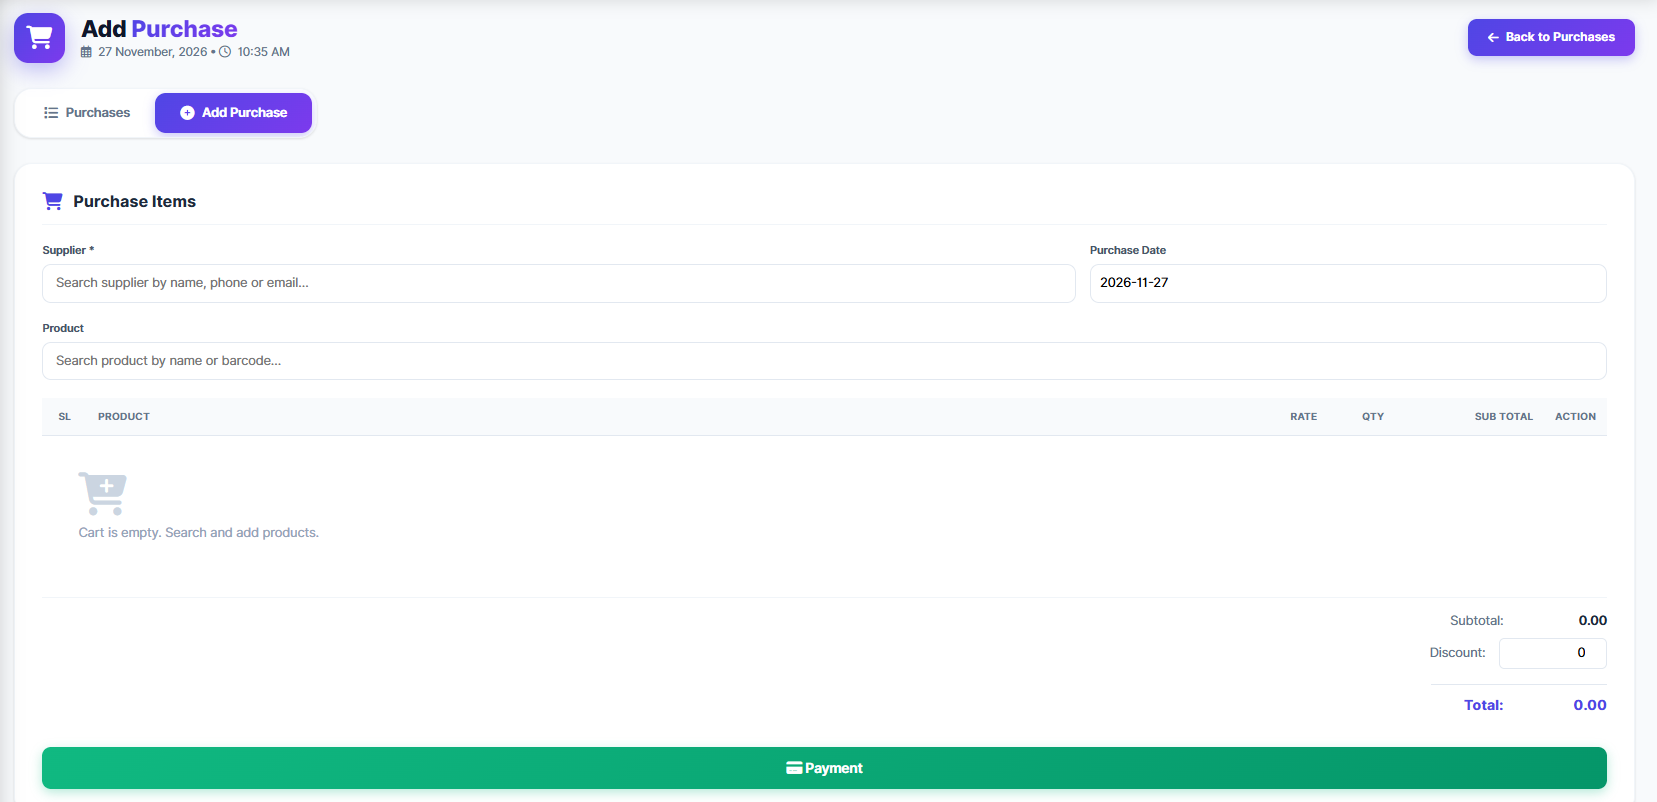 Add Purchase
27 November, 2026 • 10:35 AM
Back to Purchases
Purchases
Add Purchase
Purchase Items
Supplier *
Purchase Date
Search supplier by name, phone or email...
2026-11-27
Product
Search product by name or barcode...
SL PRODUCT RATE QTY SUB TOTAL ACTION
Cart is empty. Search and add products.
Subtotal: 0.00
Discount: 0
Total: 0.00
Payment